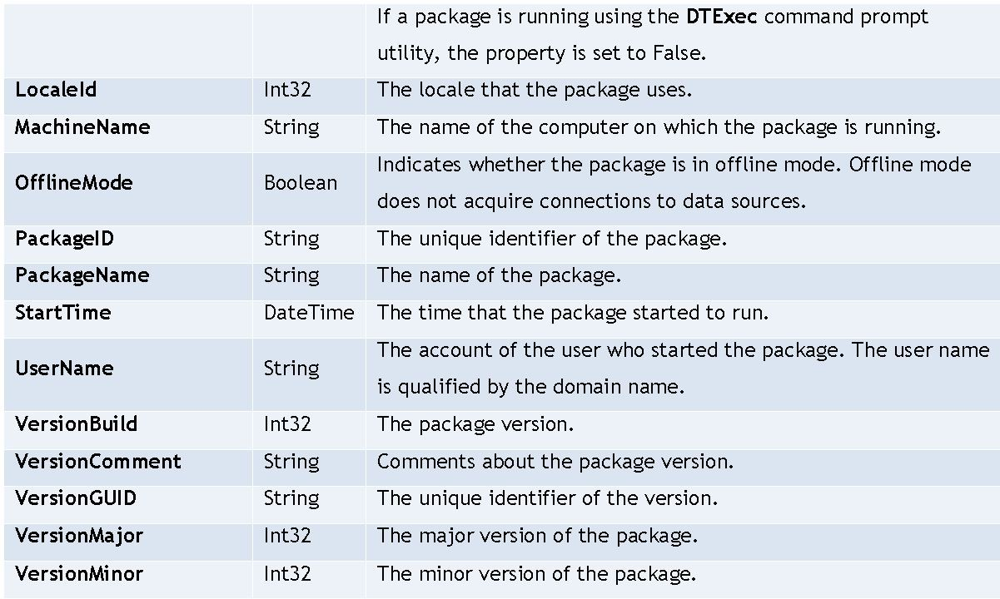 If a package is running using the DTExec command prompt
utility, the property is set to False.
LocaleId Int32 The locale that the package uses.
MachineName String The name of the computer on which the package is running.
OfflineMode Boolean Indicates whether the package is in offline mode. Offline mode
does not acquire connections to data sources.
PackageID String The unique identifier of the package.
PackageName String The name of the package.
StartTime DateTime The time that the package started to run.
UserName String The account of the user who started the package. The user name
is qualified by the domain name.
VersionBuild Int32 The package version.
VersionComment String Comments about the package version.
VersionGUID String The unique identifier of the version.
VersionMajor Int32 The major version of the package.
VersionMinor Int32 The minor version of the package.